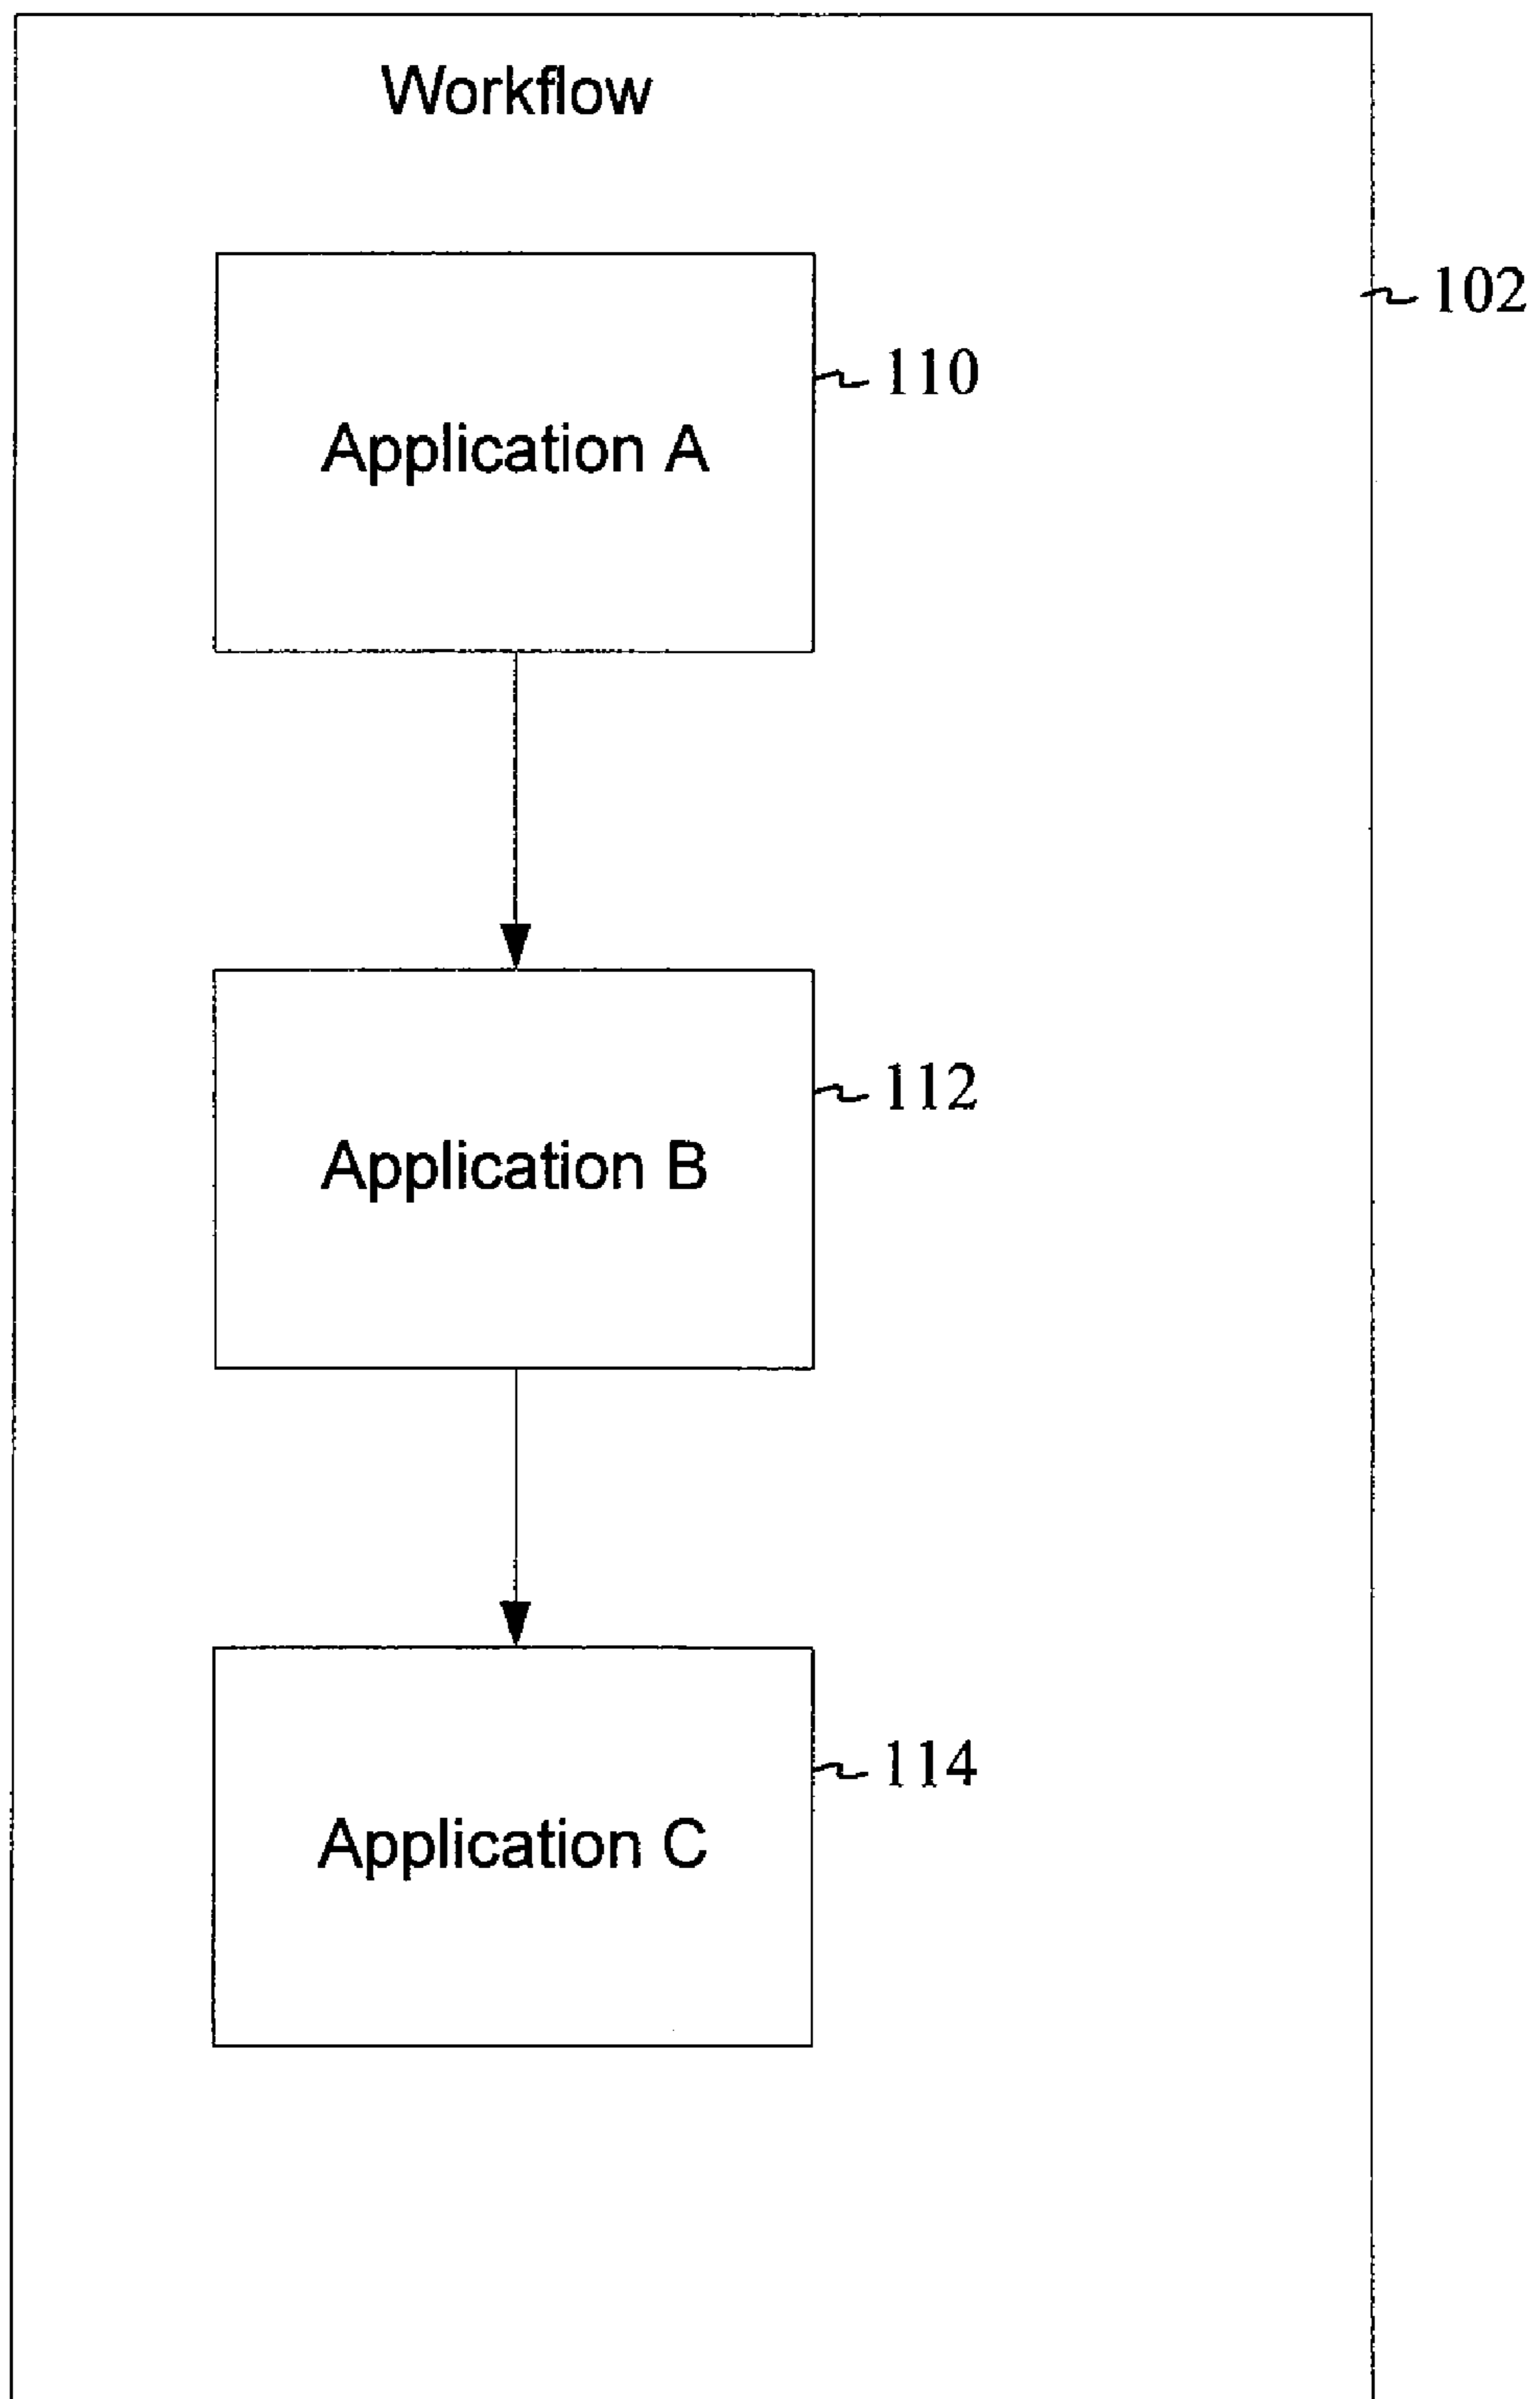 Workflow
102
110
Application A
112
Application B
114
Application C